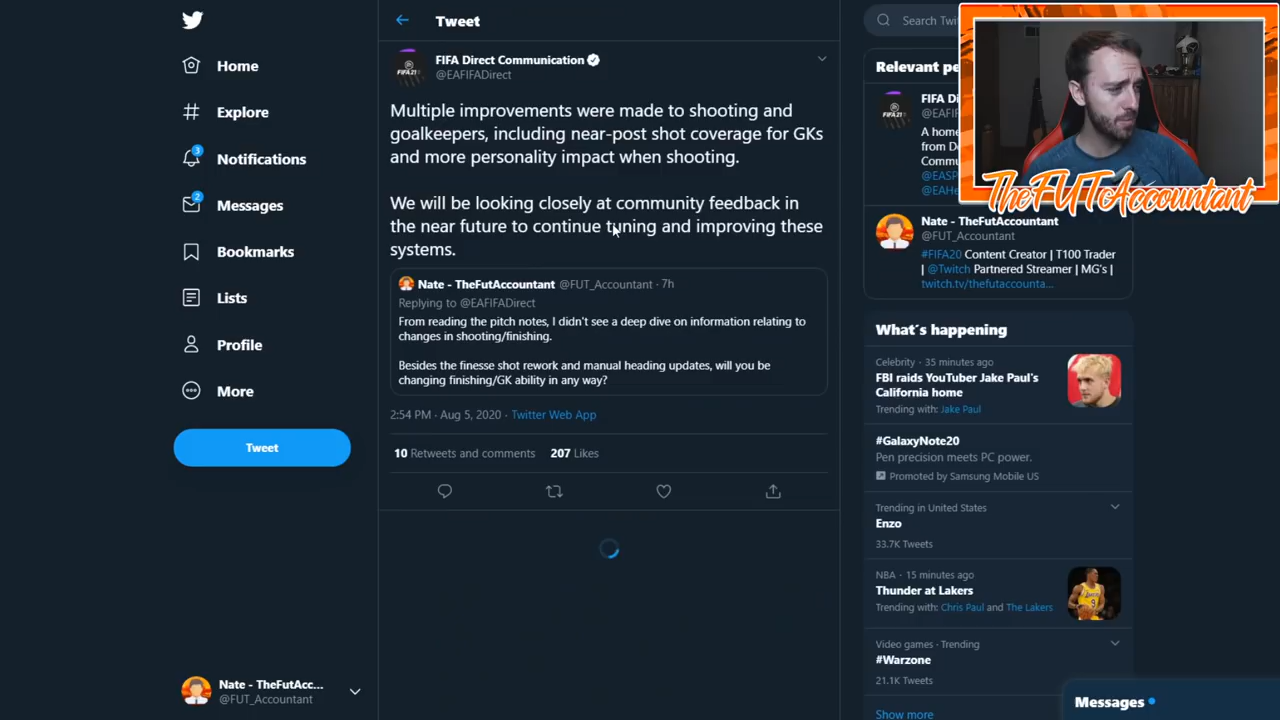 Home
Explore
3
Notifications
2
Messages
Bookmarks
Lists
Profile
More
Tweet
Nate - TheFutAcc...
@FUT_Accountant
Tweet
FIFA Direct Communication
@EAFIFADirect
Multiple improvements were made to shooting and
goalkeepers, including near-post shot coverage for GKs
and more personality impact when shooting.
We will be looking closely at community feedback in
the near future to continue tuning and improving these
systems.
Nate - TheFutAccountant @FUT_Accountant · 7h
Replying to @EAFIFADirect
From reading the pitch notes, I didn't see a deep dive on information relating to
changes in shooting/finishing.
Besides the finesse shot rework and manual heading updates, will you be
changing finishing/GK ability in any way?
2:54 PM · Aug 5, 2020 · Twitter Web App
10 Retweets and comments 207 Likes
Search Twi
Relevant pe
FIFA Di
@EAFIF
A home
from De
Commu
@EASP
@EAHe
TheFUTAccountant
Nate - TheFutAccountant
@FUT_Accountant
#FIFA20 Content Creator | T100 Trader
| @Twitch Partnered Streamer | MG's |
twitch.tv/thefutaccounta...
What's happening
Celebrity · 35 minutes ago
FBI raids YouTuber Jake Paul's
California home
Trending with: Jake Paul
#GalaxyNote20
Pen precision meets PC power.
Promoted by Samsung Mobile US
Trending in United States
Enzo
33.7K Tweets
NBA · 15 minutes ago
Thunder at Lakers
Trending with: Chris Paul and The Lakers
Video games · Trending
#Warzone
21.1K Tweets
Show more
Messages